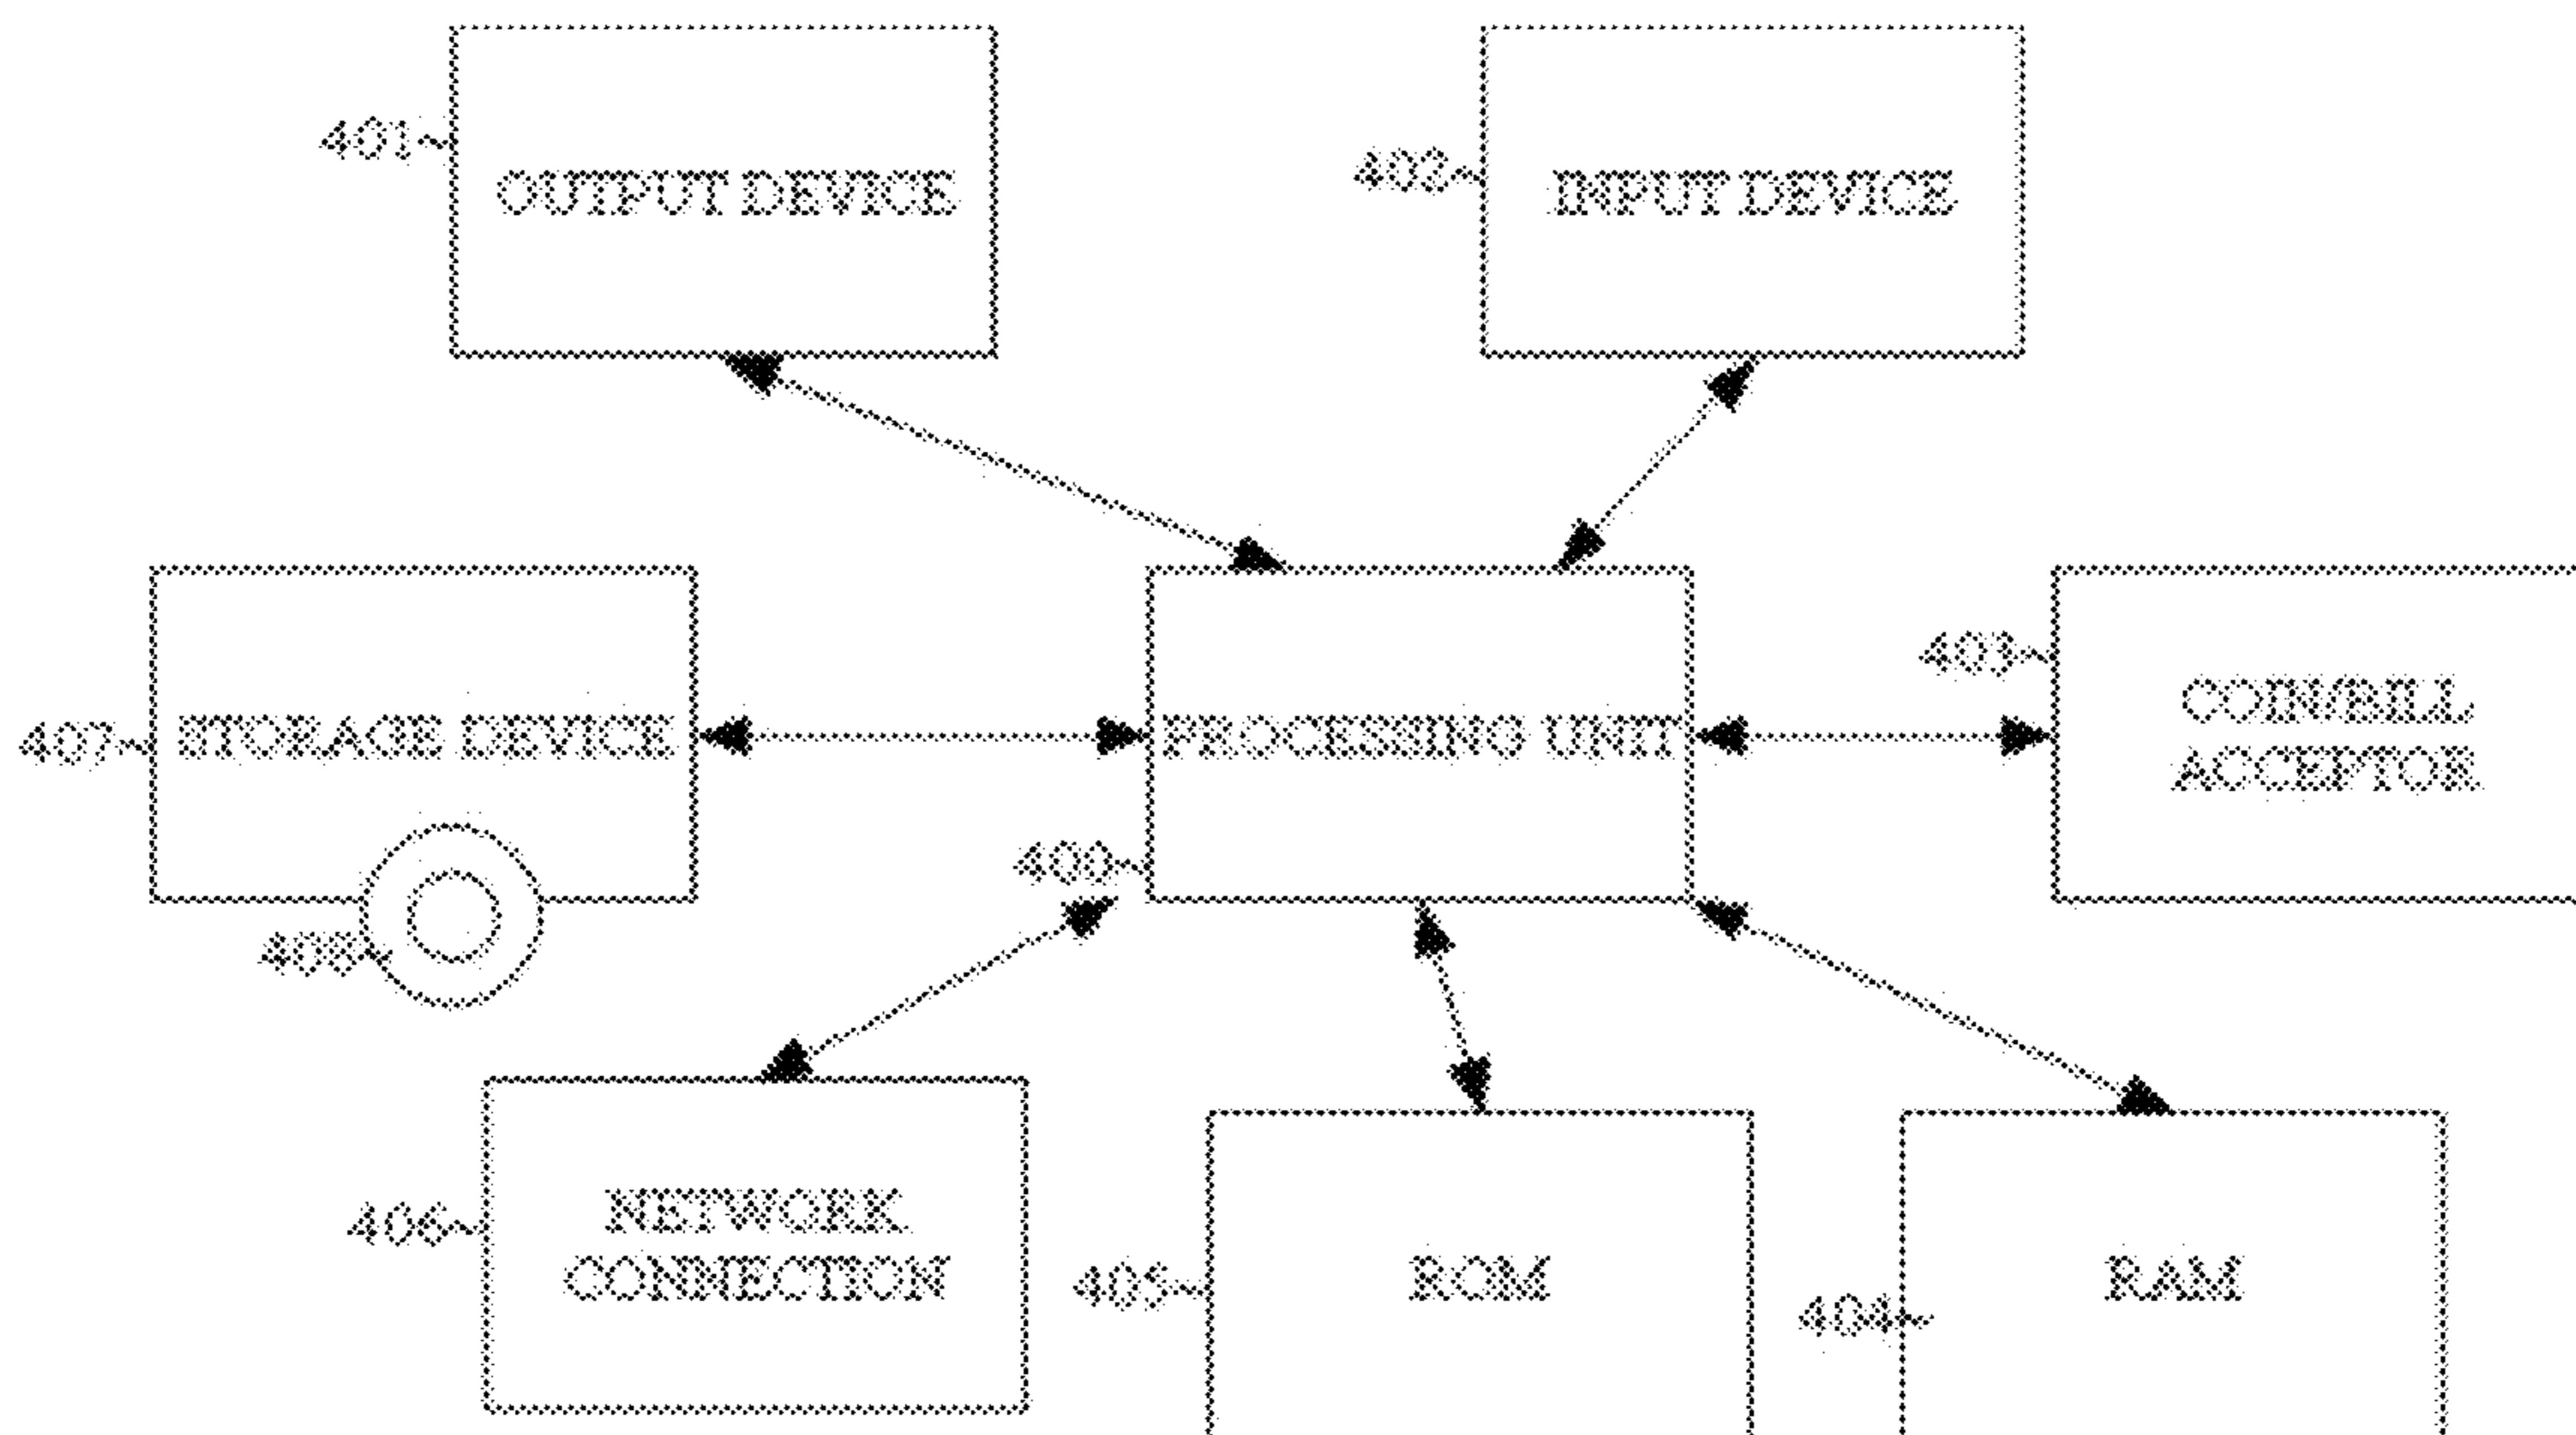 401
OUTPUT DEVICE
402
INPUT DEVICE
407
STORAGE DEVICE
PROCESSING UNIT
400
403
COIN/BILL
ACCEPTOR
408
406
NETWORK
CONNECTION
405
ROM
404
RAM